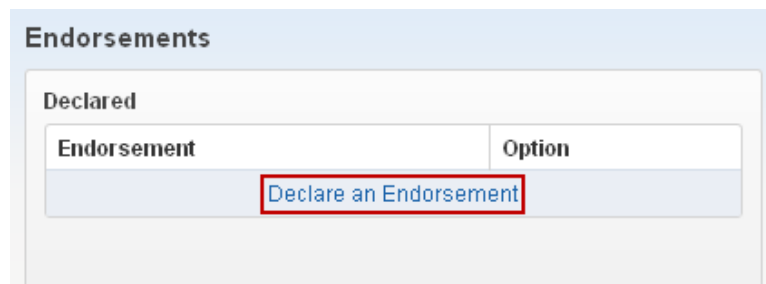 Endorsements
Declared
Endorsement Option
Declare an Endorsement